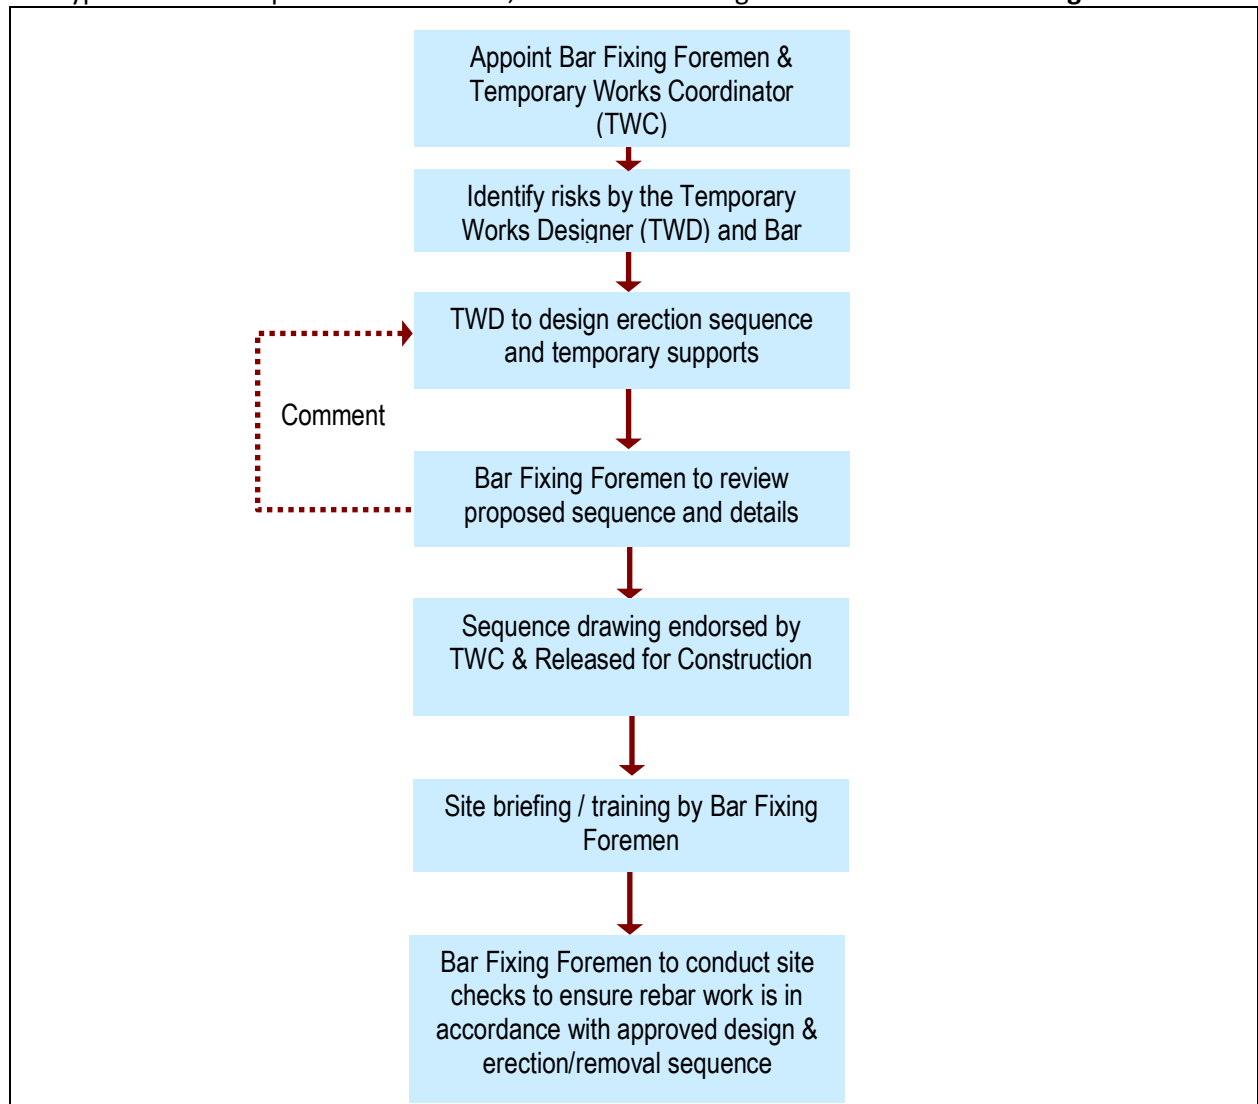 Appoint Bar Fixing Foremen &
Temporary Works Coordinator
(TWC)
Identify risks by the Temporary
Works Designer (TWD) and Bar
TWD to design erection sequence
and temporary supports
Comment
Bar Fixing Foremen to review
proposed sequence and details
Sequence drawing endorsed by
TWC & Released for Construction
Site briefing / training by Bar Fixing
Foremen
Bar Fixing Foremen to conduct site
checks to ensure rebar work is in
accordance with approved design &
erection/removal sequence